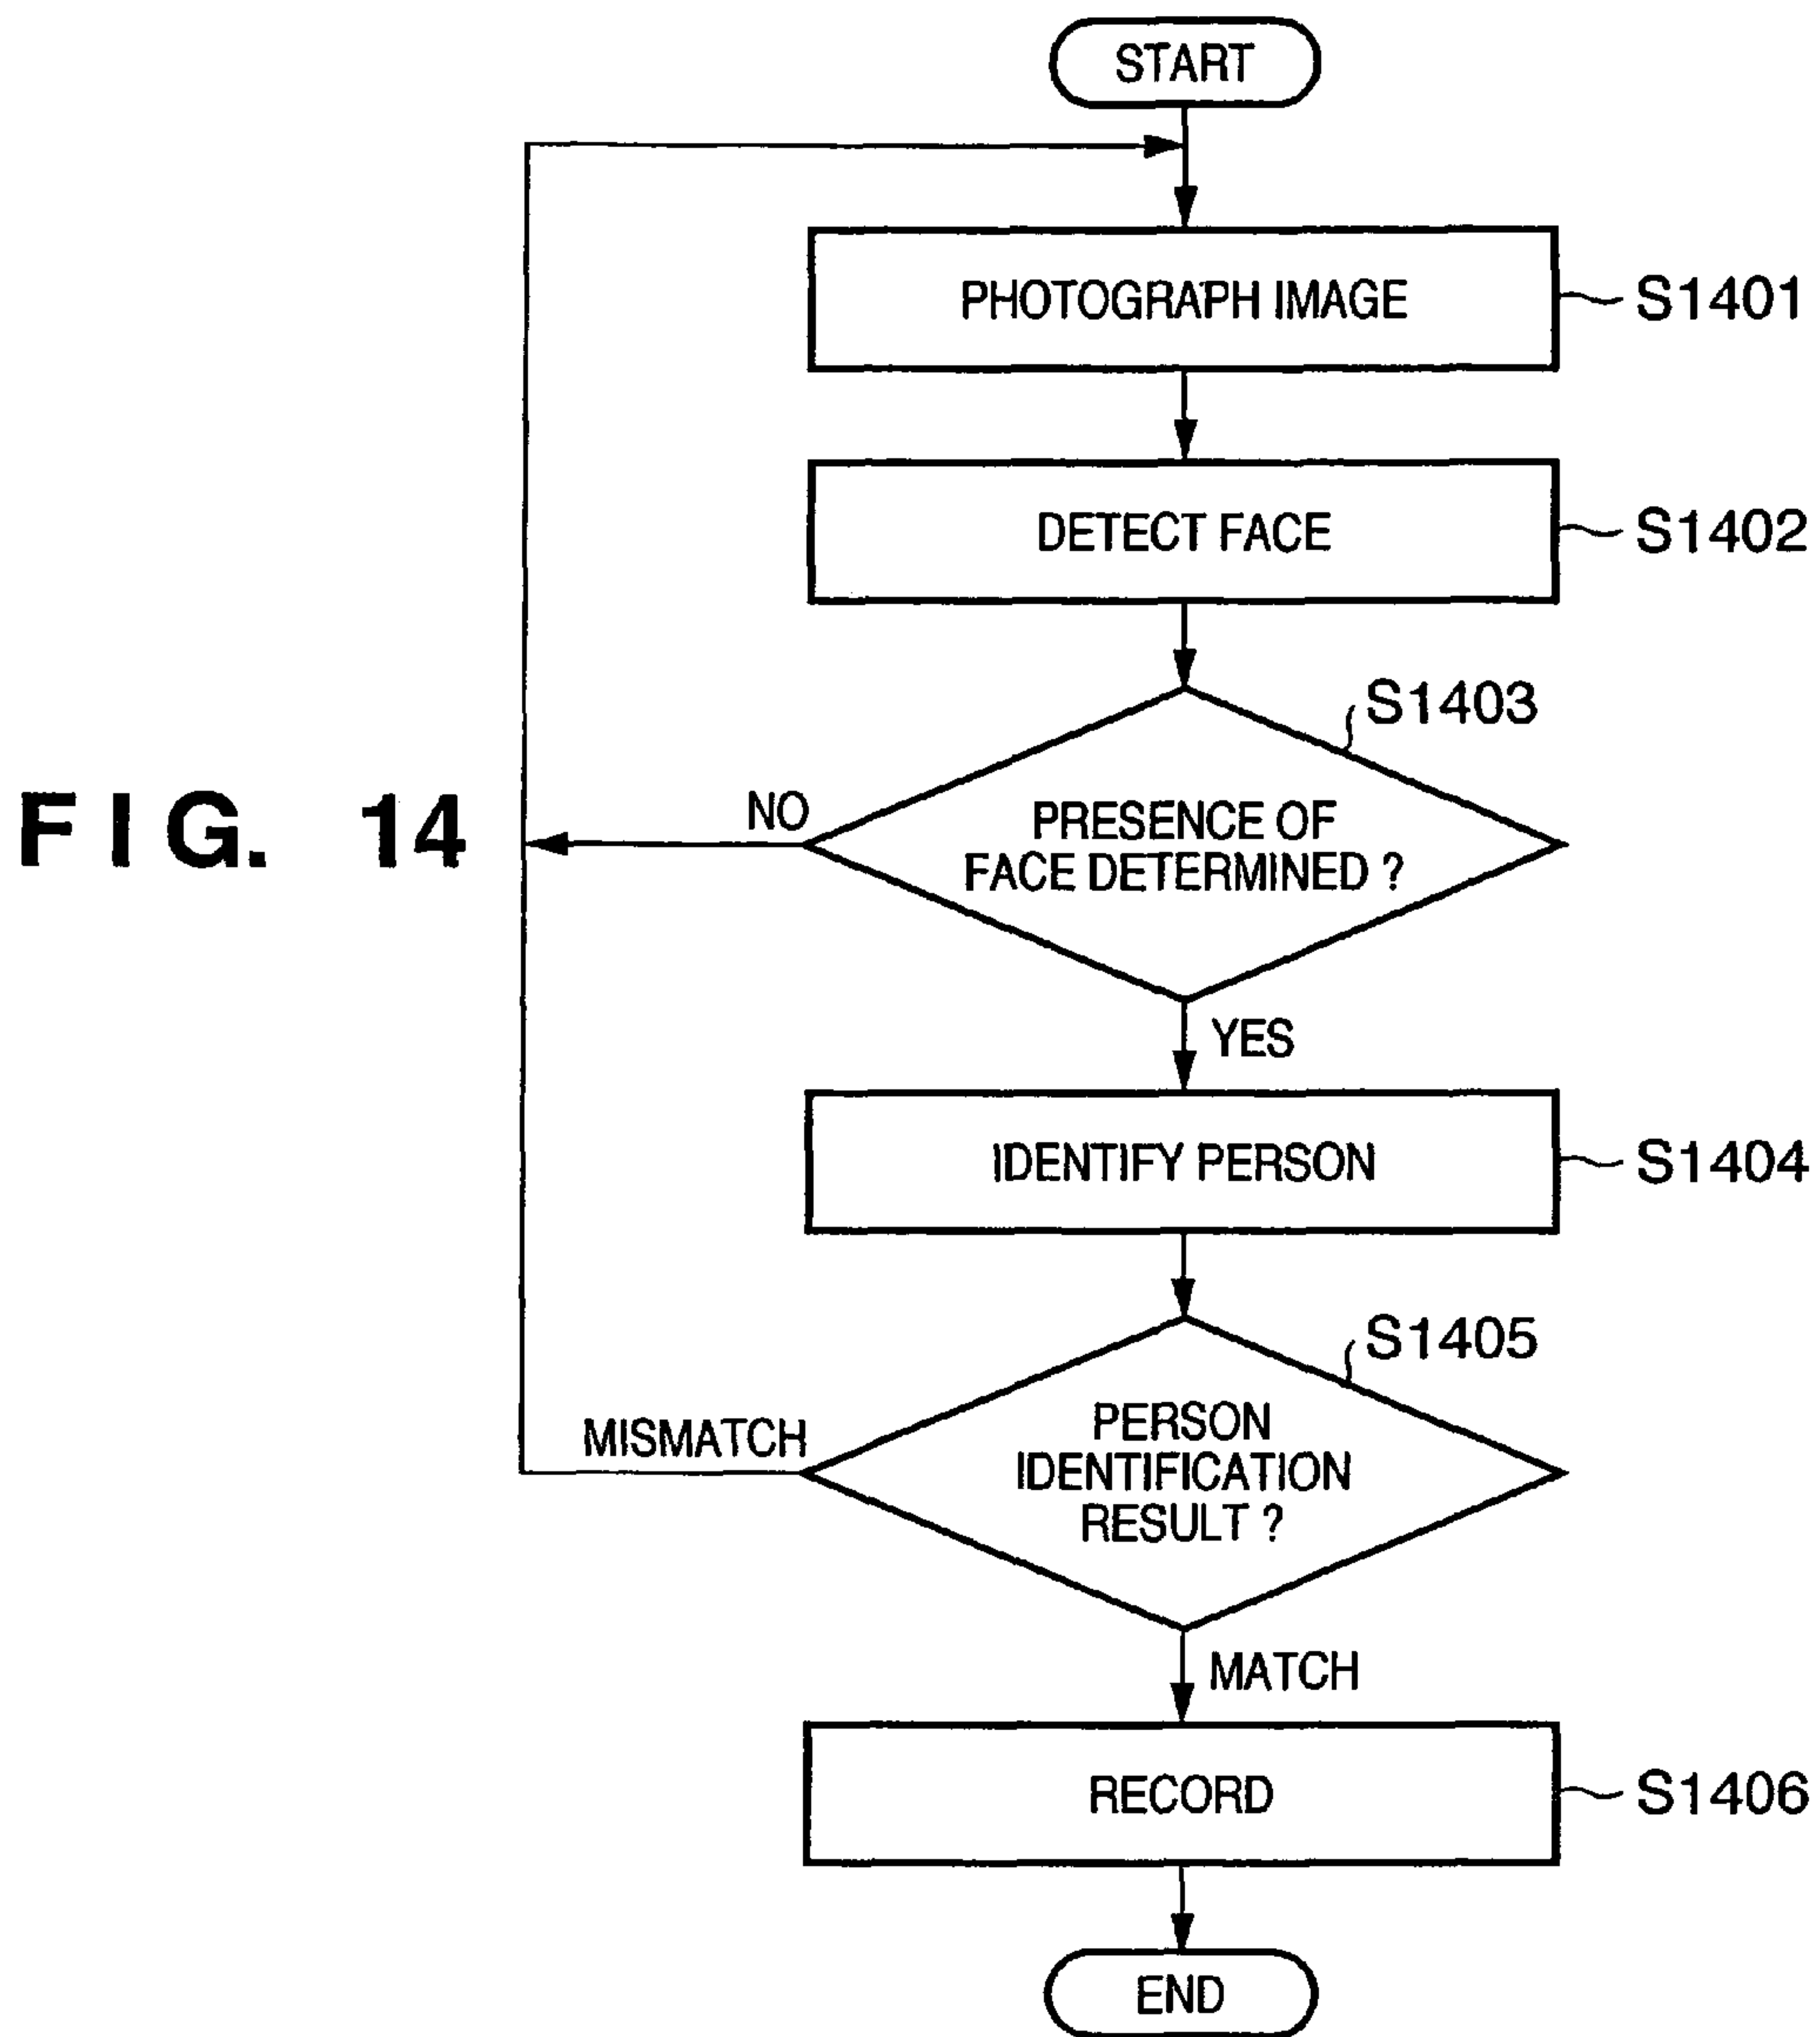 START
PHOTOGRAPH IMAGE
S1401
DETECT FACE
S1402
S1403
FIG. 14
NO
PRESENCE OF
FACE DETERMINED ?
YES
IDENTIFY PERSON
S1404
S1405
MISMATCH
PERSON
IDENTIFICATION
RESULT ?
MATCH
RECORD
S1406
END